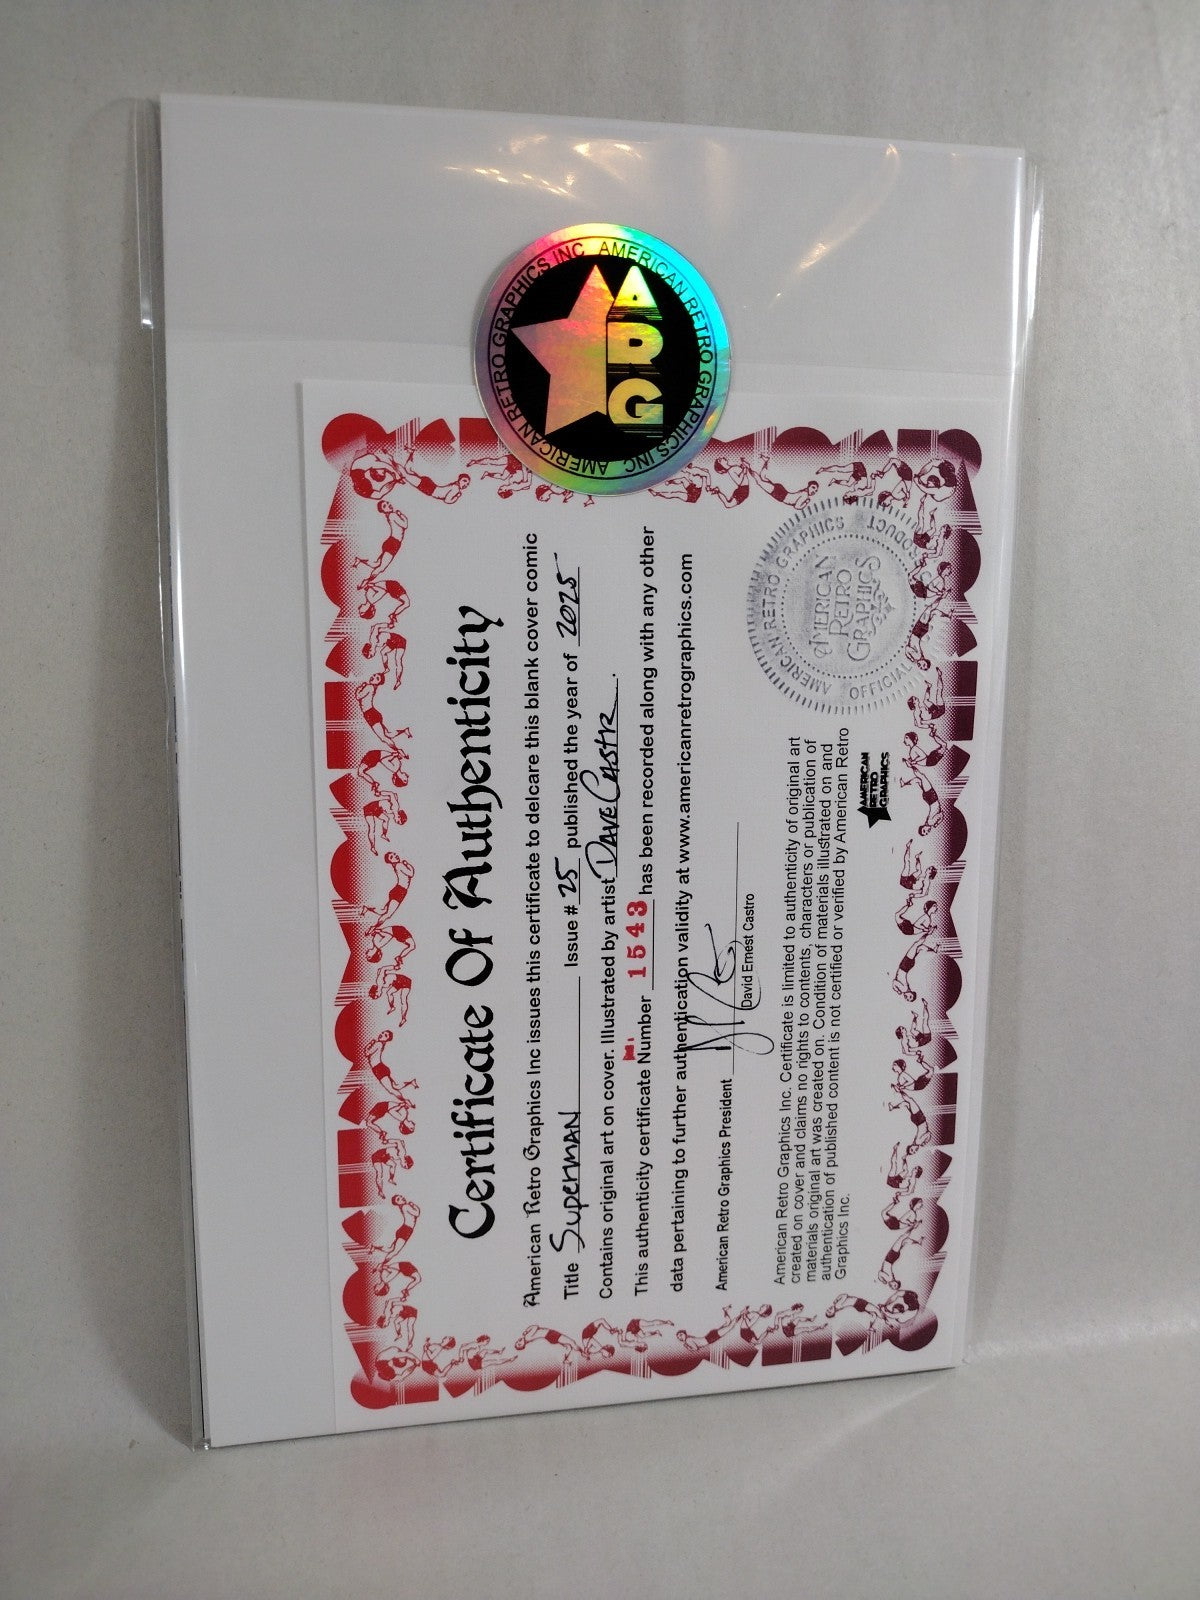 AMERICAN RETRO GRAPHICS INC AMERICAN RETRO GRAPHICS INC
ARG
Certificate Of Authenticity
American Retro Graphics Inc issues this certificate to delcare this blank cover comic
Title Superman Issue # 25 published the year of 2025
Contains original art on cover. Illustrated by artist Dave Castr.
This authenticity certificate Number 1543 has been recorded along with any other
data pertaining to further authentication validity at www.americanretrographics.com
American Retro Graphics President
David Ernest Castro
American Retro Graphics Inc. Certificate is limited to authenticity of original art
created on cover and claims no rights to contents, characters or publication of
materials original art was created on. Condition of materials illustrated on and
authentication of published content is not certified or verified by American Retro
Graphics Inc.
AMERICAN
RETRO
GRAPHICS
AMERICAN RETRO GRAPHICS
OFFICIAL PRODUCT
AMERICAN
RETRO
GRAPHICS